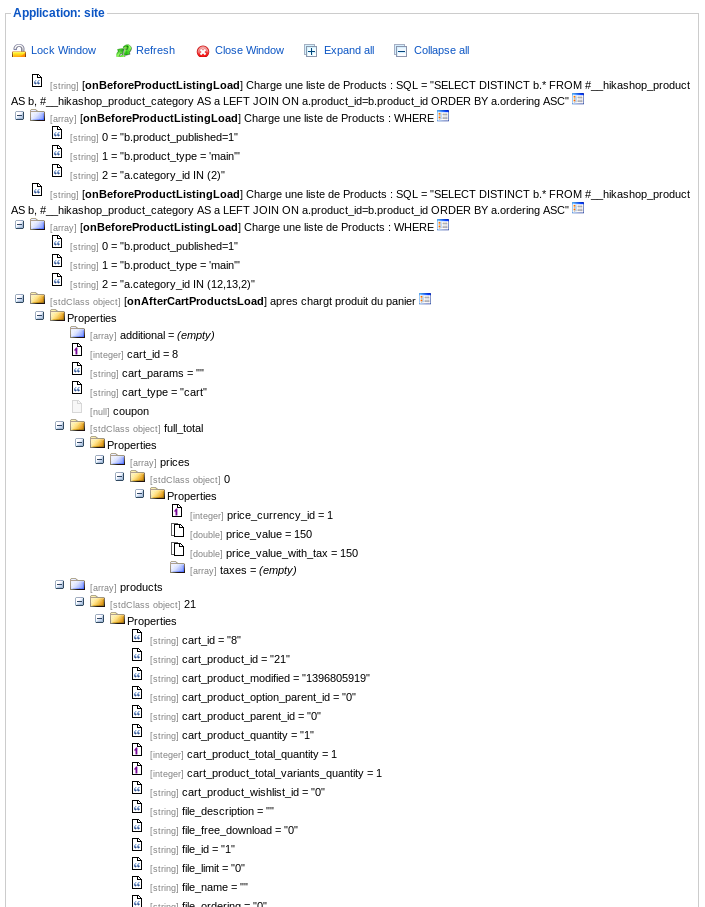 Application: site
Lock Window Refresh Close Window Expand all Collapse all
[string] [onBeforeProductListingLoad] Charge une liste de Products : SQL = "SELECT DISTINCT b.* FROM #__hikashop_product
AS b, #__hikashop_product_category AS a LEFT JOIN ON a.product_id=b.product_id ORDER BY a.ordering ASC"
[array] [onBeforeProductListingLoad] Charge une liste de Products : WHERE
[string] 0 = "b.product_published=1"
[string] 1 = "b.product_type = 'main'"
[string] 2 = "a.category_id IN (2)"
[string] [onBeforeProductListingLoad] Charge une liste de Products : SQL = "SELECT DISTINCT b.* FROM #__hikashop_product
AS b, #__hikashop_product_category AS a LEFT JOIN ON a.product_id=b.product_id ORDER BY a.ordering ASC"
[array] [onBeforeProductListingLoad] Charge une liste de Products : WHERE
[string] 0 = "b.product_published=1"
[string] 1 = "b.product_type = 'main'"
[string] 2 = "a.category_id IN (12,13,2)"
[stdClass object] [onAfterCartProductsLoad] apres chargt produit du panier
Properties
[array] additional = (empty)
[integer] cart_id = 8
[string] cart_params = ""
[string] cart_type = "cart"
[null] coupon
[stdClass object] full_total
Properties
[array] prices
[stdClass object] 0
Properties
[integer] price_currency_id = 1
[double] price_value = 150
[double] price_value_with_tax = 150
[array] taxes = (empty)
[array] products
[stdClass object] 21
Properties
[string] cart_id = "8"
[string] cart_product_id = "21"
[string] cart_product_modified = "1396805919"
[string] cart_product_option_parent_id = "0"
[string] cart_product_parent_id = "0"
[string] cart_product_quantity = "1"
[integer] cart_product_total_quantity = 1
[integer] cart_product_total_variants_quantity = 1
[string] cart_product_wishlist_id = "0"
[string] file_description = ""
[string] file_free_download = "0"
[string] file_id = "1"
[string] file_limit = "0"
[string] file_name = ""
[string] file_ordering = "0"